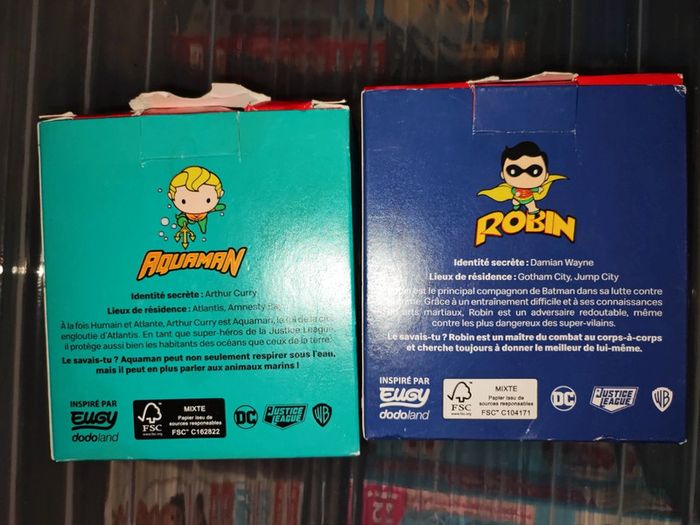 AQUAMAN
Identité secrète : Arthur Curry
Lieux de résidence : Atlantis, Amnesty
À la fois Humain et Atlante, Arthur Curry est Aquaman, le roi de la cité
engloutie d'Atlantis. En tant que super-héros de la Justice League,
il protège aussi bien les habitants des océans que ceux de la terre.
Le savais-tu ? Aquaman peut non seulement respirer sous l'eau,
mais il peut en plus parler aux animaux marins !
INSPIRÉ PAR
EUGY
dodoland
FSC
www.fsc.org
MIXTE
Papier issu de
sources responsables
FSC™ C162822
DC
JUSTICE
LEAGUE
WB
ROBIN
Identité secrète : Damian Wayne
Lieux de résidence : Gotham City, Jump City
est le principal compagnon de Batman dans sa lutte contre
Grâce à un entraînement difficile et à ses connaissances
arts martiaux, Robin est un adversaire redoutable, même
contre les plus dangereux des super-vilains.
Le savais-tu ? Robin est un maître du combat au corps-à-corps
et cherche toujours à donner le meilleur de lui-même.
INSPIRÉ PAR
EUGY
dodoland
FSC
www.fsc.org
MIXTE
Papier issu de
sources responsables
FSC™ C104171
DC
JUSTICE
LEAGUE
WB